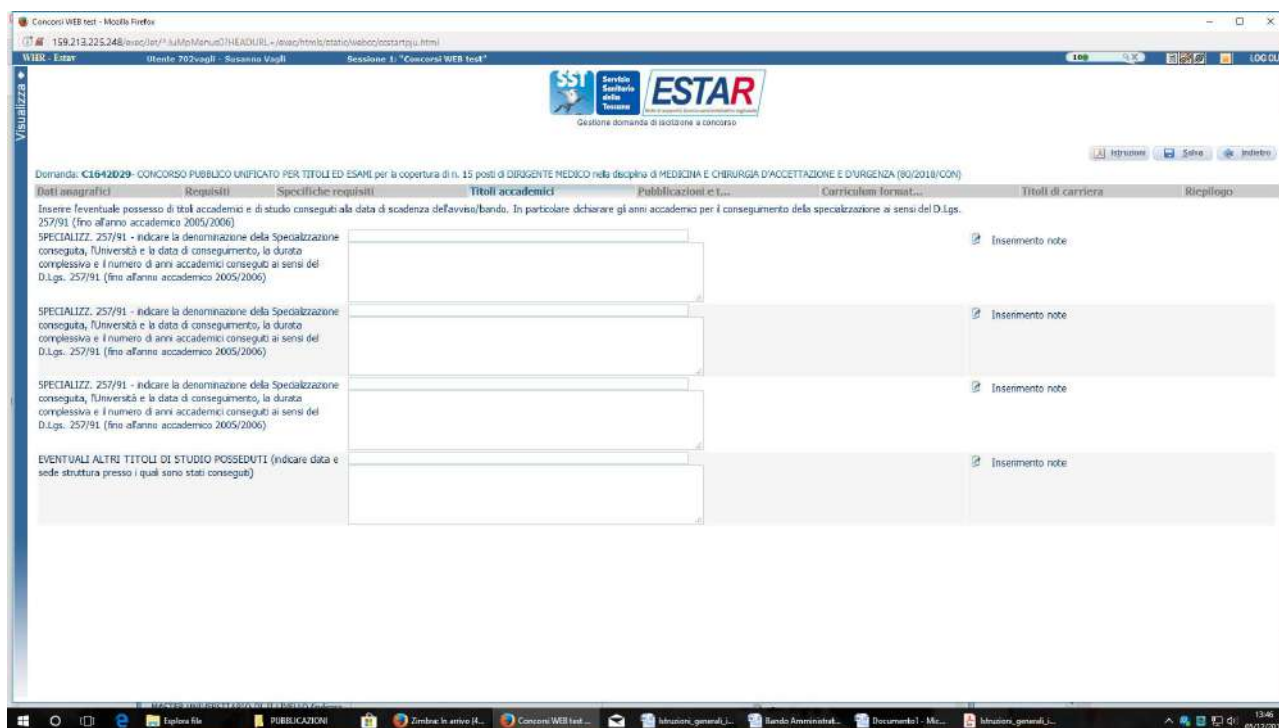 Concorsi WEB test - Mozilla Firefox
WHR - Estav Utente 702vagli - Susanna Vagli Sessione 1: "Concorsi WEB test" 100 LOG OU
Visualizza
SST Servizio Sanitario della Toscana ESTAR
Gestione domanda di iscrizione a concorso
Istruzioni Salva Indietro
Domanda: C1642D29- CONCORSO PUBBLICO UNIFICATO PER TITOLI ED ESAMI per la copertura di n. 15 posti di DIRIGENTE MEDICO nella disciplina di MEDICINA E CHIRURGIA D'ACCETTAZIONE E D'URGENZA (80/2018/CON)
Dati anagrafici Requisiti Specifiche requisiti Titoli accademici Pubblicazioni e t... Curriculum format... Titoli di carriera Riepilogo
Inserire l'eventuale possesso di titoli accademici e di studio conseguiti alla data di scadenza dell'avviso/bando. In particolare dichiarare gli anni accademici per il conseguimento della specializzazione ai sensi del D.Lgs.
257/91 (fino all'anno accademico 2005/2006)
SPECIALIZZ. 257/91 - indicare la denominazione della Specializzazione
conseguita, l'Università e la data di conseguimento, la durata
complessiva e il numero di anni accademici conseguiti ai sensi del
D.Lgs. 257/91 (fino all'anno accademico 2005/2006)
Inserimento note
SPECIALIZZ. 257/91 - indicare la denominazione della Specializzazione
conseguita, l'Università e la data di conseguimento, la durata
complessiva e il numero di anni accademici conseguiti ai sensi del
D.Lgs. 257/91 (fino all'anno accademico 2005/2006)
Inserimento note
SPECIALIZZ. 257/91 - indicare la denominazione della Specializzazione
conseguita, l'Università e la data di conseguimento, la durata
complessiva e il numero di anni accademici conseguiti ai sensi del
D.Lgs. 257/91 (fino all'anno accademico 2005/2006)
Inserimento note
EVENTUALI ALTRI TITOLI DI STUDIO POSSEDUTI (indicare data e
sede struttura presso i quali sono stati conseguiti)
Inserimento note
Esplora file PUBBLICAZIONI Zimbra: In arrivo (4... Concorsi WEB test ... Istruzioni_generali_i... Bando Amministrat... Documento1 - Mic... Istruzioni_generali_i... 13:46